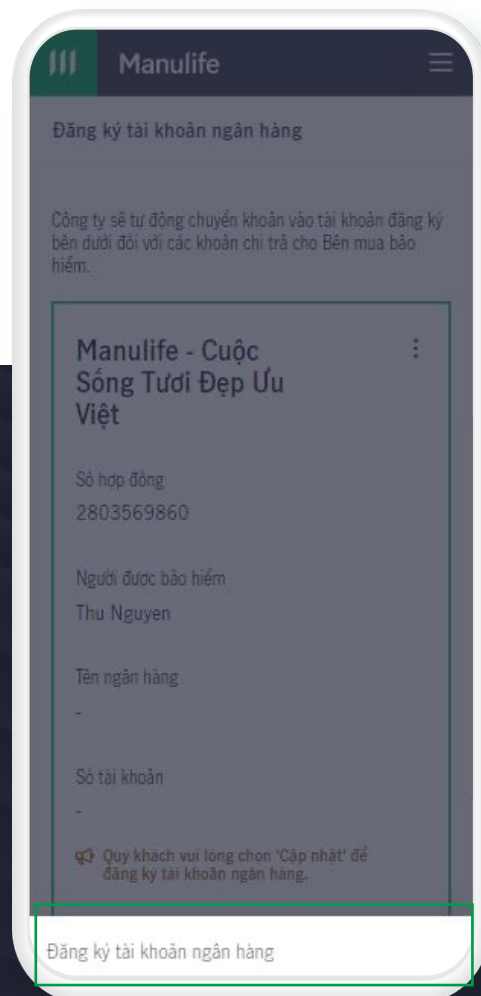 Manulife
Đăng ký tài khoản ngân hàng
Công ty sẽ tự động chuyển khoản vào tài khoản đăng ký
bên dưới đối với các khoản chi trả cho Bên mua bảo
hiểm.
Manulife - Cuộc
Sống Tươi Đẹp Ưu
Việt
Số hợp đồng
2803569860
Người được bảo hiểm
Thu Nguyen
Tên ngân hàng
-
Số tài khoản
-
Quý khách vui lòng chọn 'Cập nhật' để
đăng ký tài khoản ngân hàng.
Đăng ký tài khoản ngân hàng